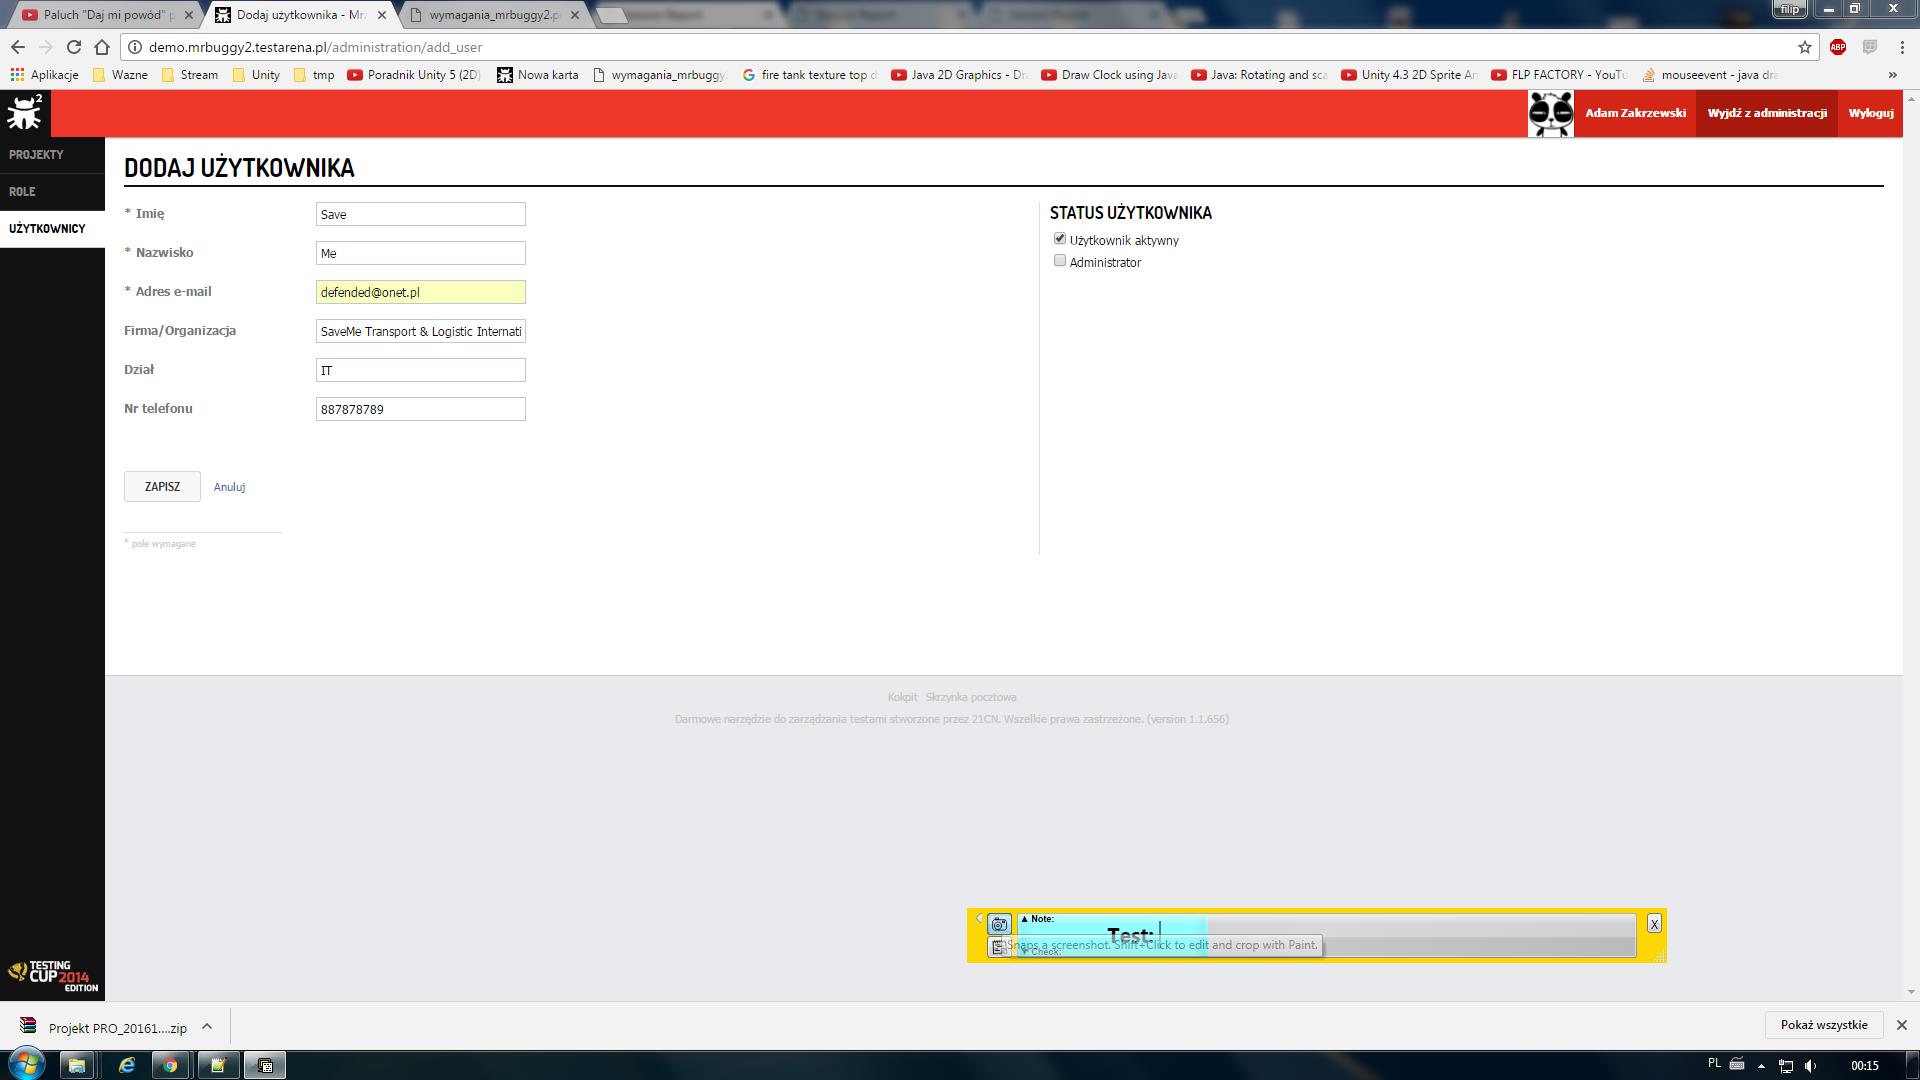 Paluch "Daj mi powód" p
Dodaj użytkownika - Mr.
wymagania_mrbuggy2.p
filip
demo.mrbuggy2.testarena.pl/administration/add_user
ABP
Aplikacje
Wazne
Stream
Unity
tmp
Poradnik Unity 5 (2D)
Nowa karta
wymagania_mrbuggy.
fire tank texture top d
Java 2D Graphics - Dr
Draw Clock using Java
Java: Rotating and sca
Unity 4.3 2D Sprite An
FLP FACTORY - YouTu
mouseevent - java dra
»
2
Adam Zakrzewski
Wyjdź z administracji
Wyloguj
PROJEKTY
ROLE
UŻYTKOWNICY
DODAJ UŻYTKOWNIKA
* Imię
Save
* Nazwisko
Me
* Adres e-mail
defended@onet.pl
Firma/Organizacja
SaveMe Transport & Logistic Internati
Dział
IT
Nr telefonu
887878789
STATUS UŻYTKOWNIKA
Użytkownik aktywny
Administrator
ZAPISZ
Anuluj
* pole wymagane
Kokpit Skrzynka pocztowa
Darmowe narzędzie do zarządzania testami stworzone przez 21CN. Wszelkie prawa zastrzeżone. (version 1.1.656)
Note:
Test:
Snaps a screenshot. Shift+Click to edit and crop with Paint.
Check:
X
TESTING
CUP 2014
EDITION
Projekt PRO_20161....zip
Pokaż wszystkie
PL
00:15